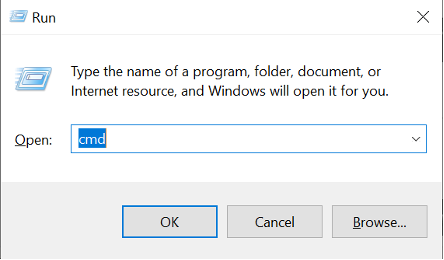 Run
Type the name of a program, folder, document, or
Internet resource, and Windows will open it for you.
Open: cmd
OK Cancel Browse...